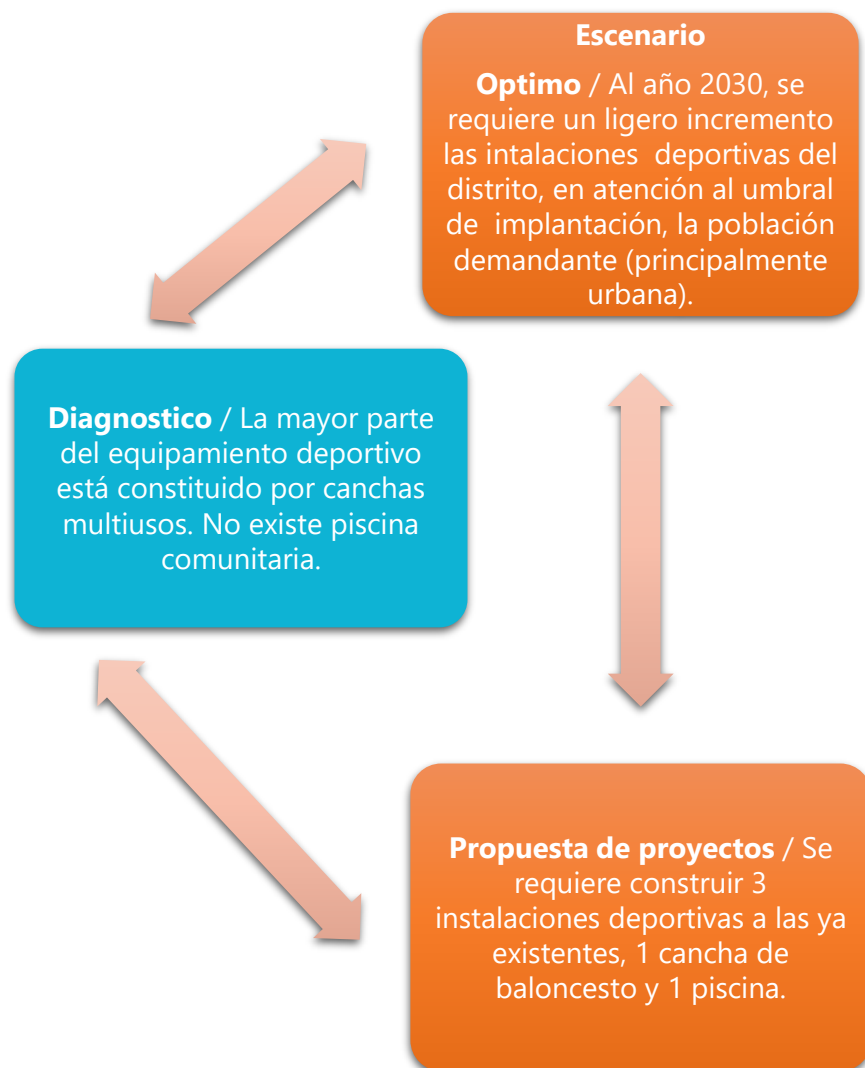 Escenario
Optimo / Al año 2030, se
requiere un ligero incremento
las intalaciones deportivas del
distrito, en atención al umbral
de implantación, la población
demandante (principalmente
urbana).
Diagnostico / La mayor parte
del equipamiento deportivo
está constituido por canchas
multiusos. No existe piscina
comunitaria.
Propuesta de proyectos / Se
requiere construir 3
instalaciones deportivas a las ya
existentes, 1 cancha de
baloncesto y 1 piscina.